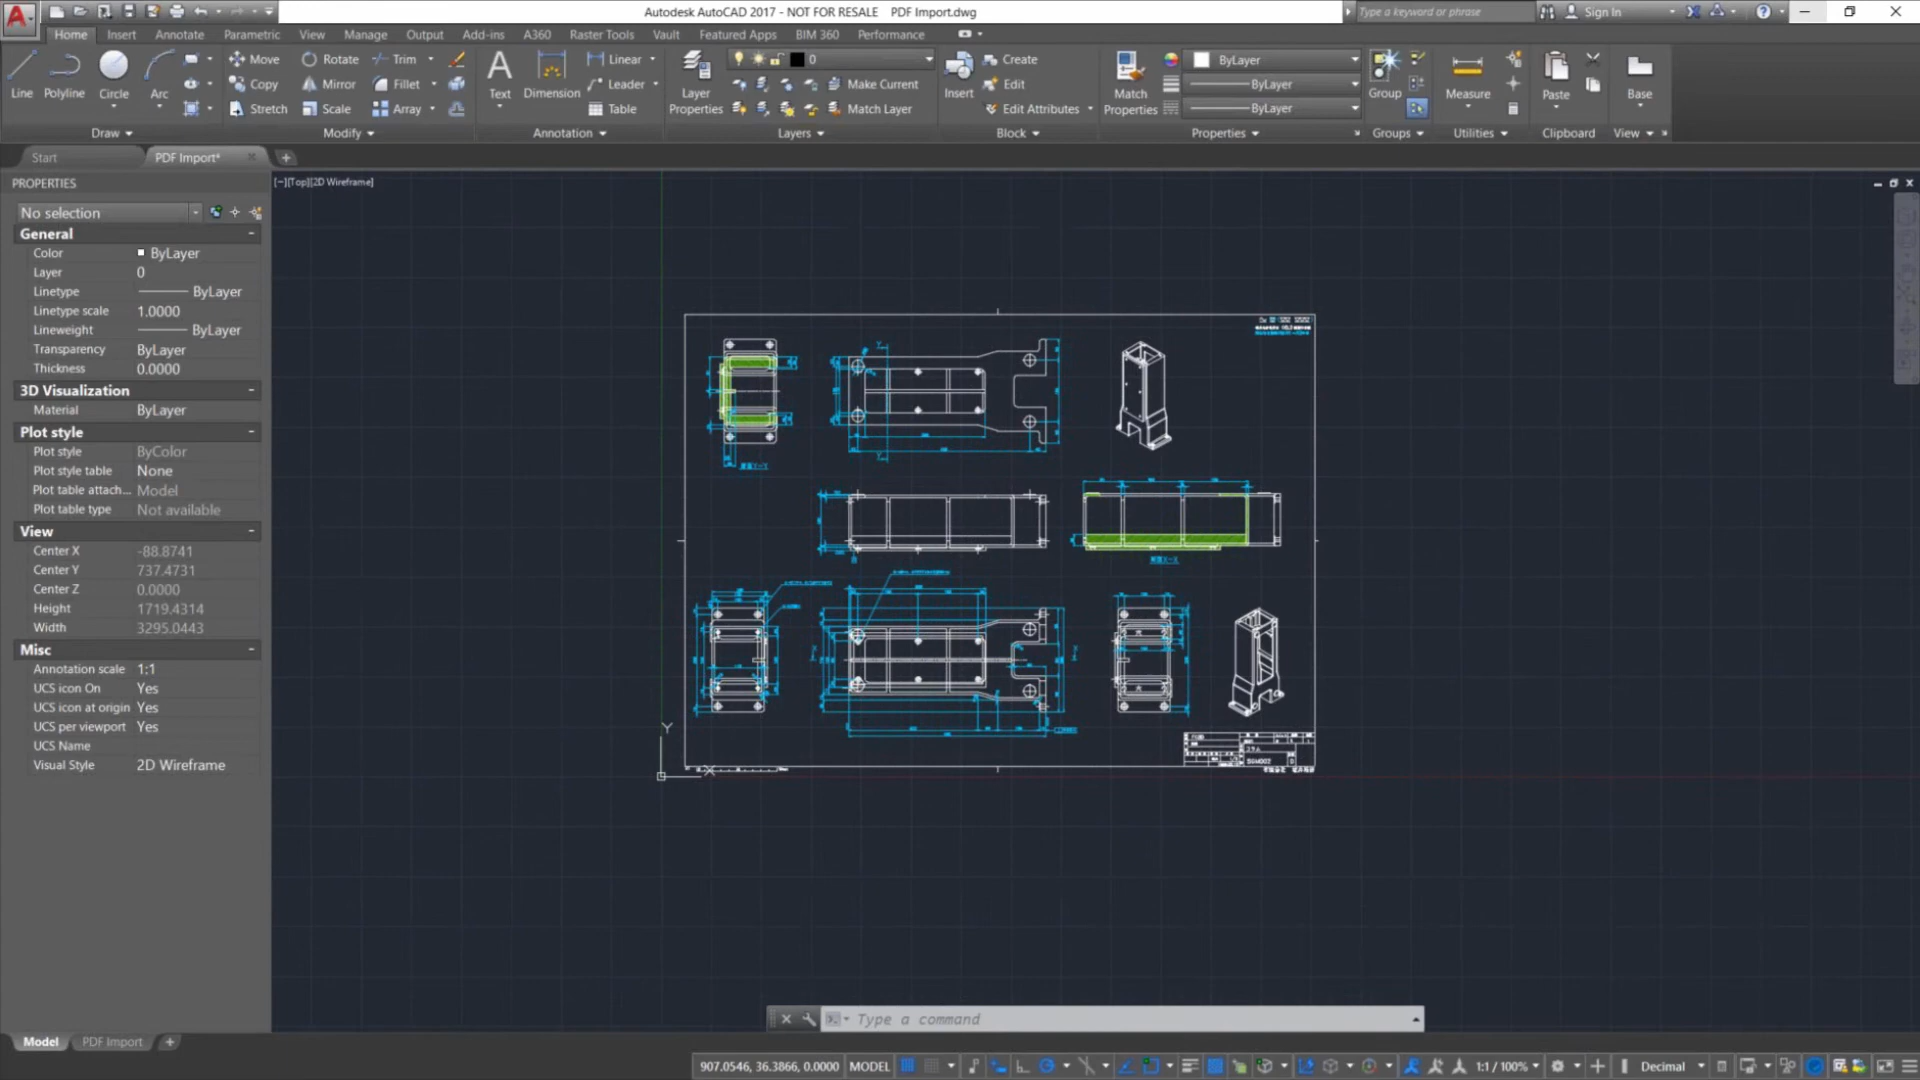 Autodesk AutoCAD 2017 - NOT FOR RESALE PDF Import.dwg
Type a keyword or phrase
Sign In
Home Insert Annotate Parametric View Manage Output Add-ins A360 Raster Tools Vault Featured Apps BIM 360 Performance
Line Polyline Circle Arc
Move Rotate Trim
Copy Mirror Fillet
Stretch Scale Array
Text Dimension
Linear
Leader
Table
Layer Properties
0
Make Current
Match Layer
Insert
Create
Edit
Edit Attributes
Match Properties
ByLayer
ByLayer
ByLayer
Group
Measure
Paste
Base
Draw Modify Annotation Layers Block Properties Groups Utilities Clipboard View
Start PDF Import*
PROPERTIES
[−][Top][2D Wireframe]
No selection
General
Color ByLayer
Layer 0
Linetype ByLayer
Linetype scale 1.0000
Lineweight ByLayer
Transparency ByLayer
Thickness 0.0000
3D Visualization
Material ByLayer
Plot style
Plot style ByColor
Plot style table None
Plot table attach... Model
Plot table type Not available
View
Center X -88.8741
Center Y 737.4731
Center Z 0.0000
Height 1719.4314
Width 3295.0443
Misc
Annotation scale 1:1
UCS icon On Yes
UCS icon at origin Yes
UCS per viewport Yes
UCS Name
Visual Style 2D Wireframe
Y
X
Type a command
Model PDF Import
907.0546, 36.3866, 0.0000 MODEL
1:1 / 100%
Decimal